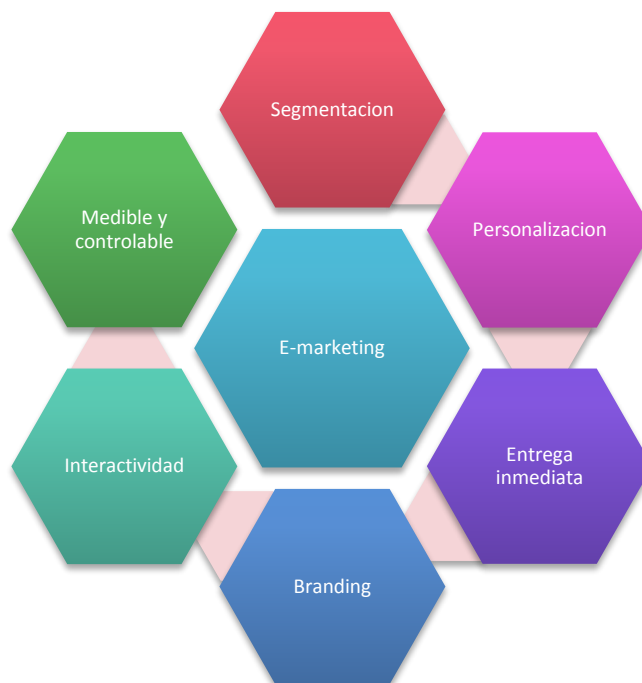 Segmentacion
Personalizacion
Entrega
inmediata
Branding
Interactividad
Medible y
controlable
E-marketing